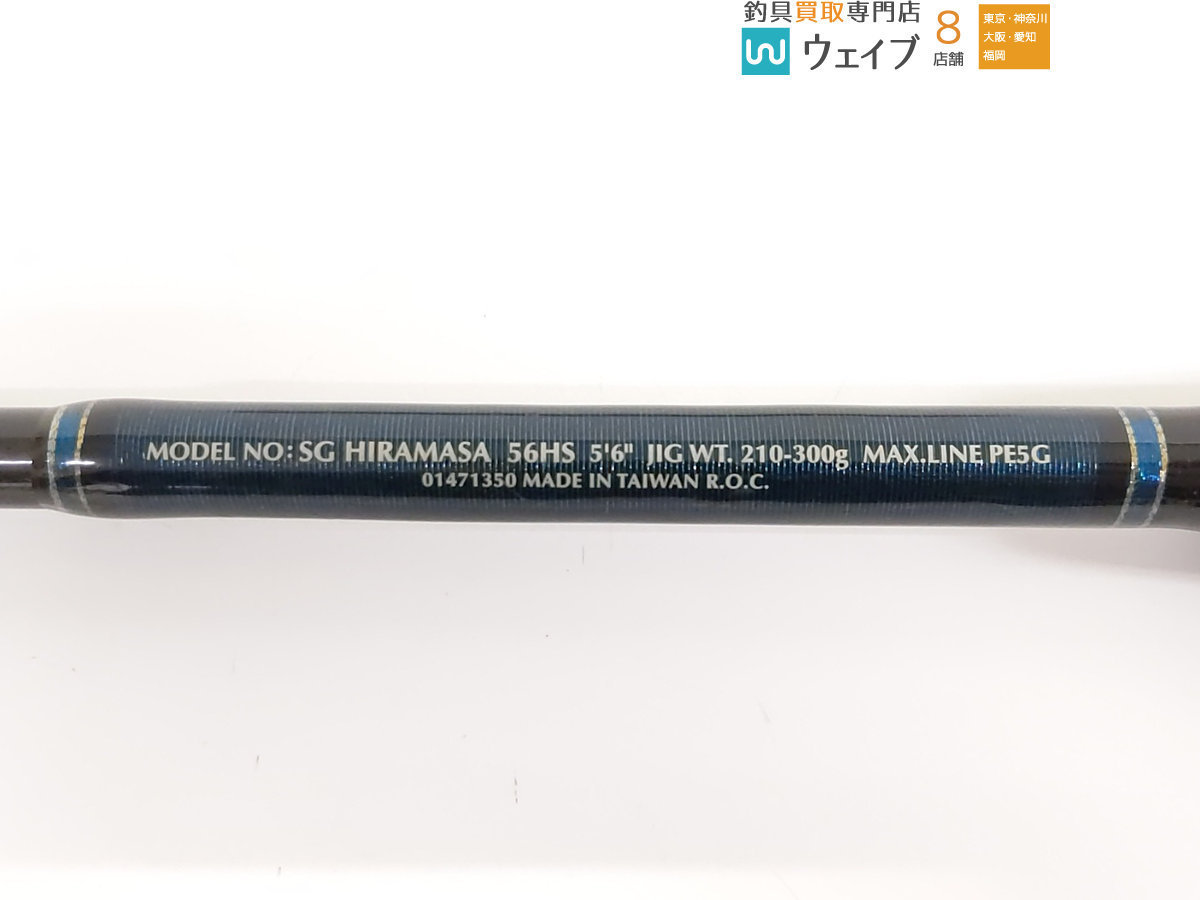 釣具買取専門店
ウェイブ
8
店舗
東京・神奈川
大阪・愛知
福岡
MODEL NO: SG HIRAMASA 56HS 5'6" JIG WT. 210-300g MAX.LINE PE5G
01471350 MADE IN TAIWAN R.O.C.